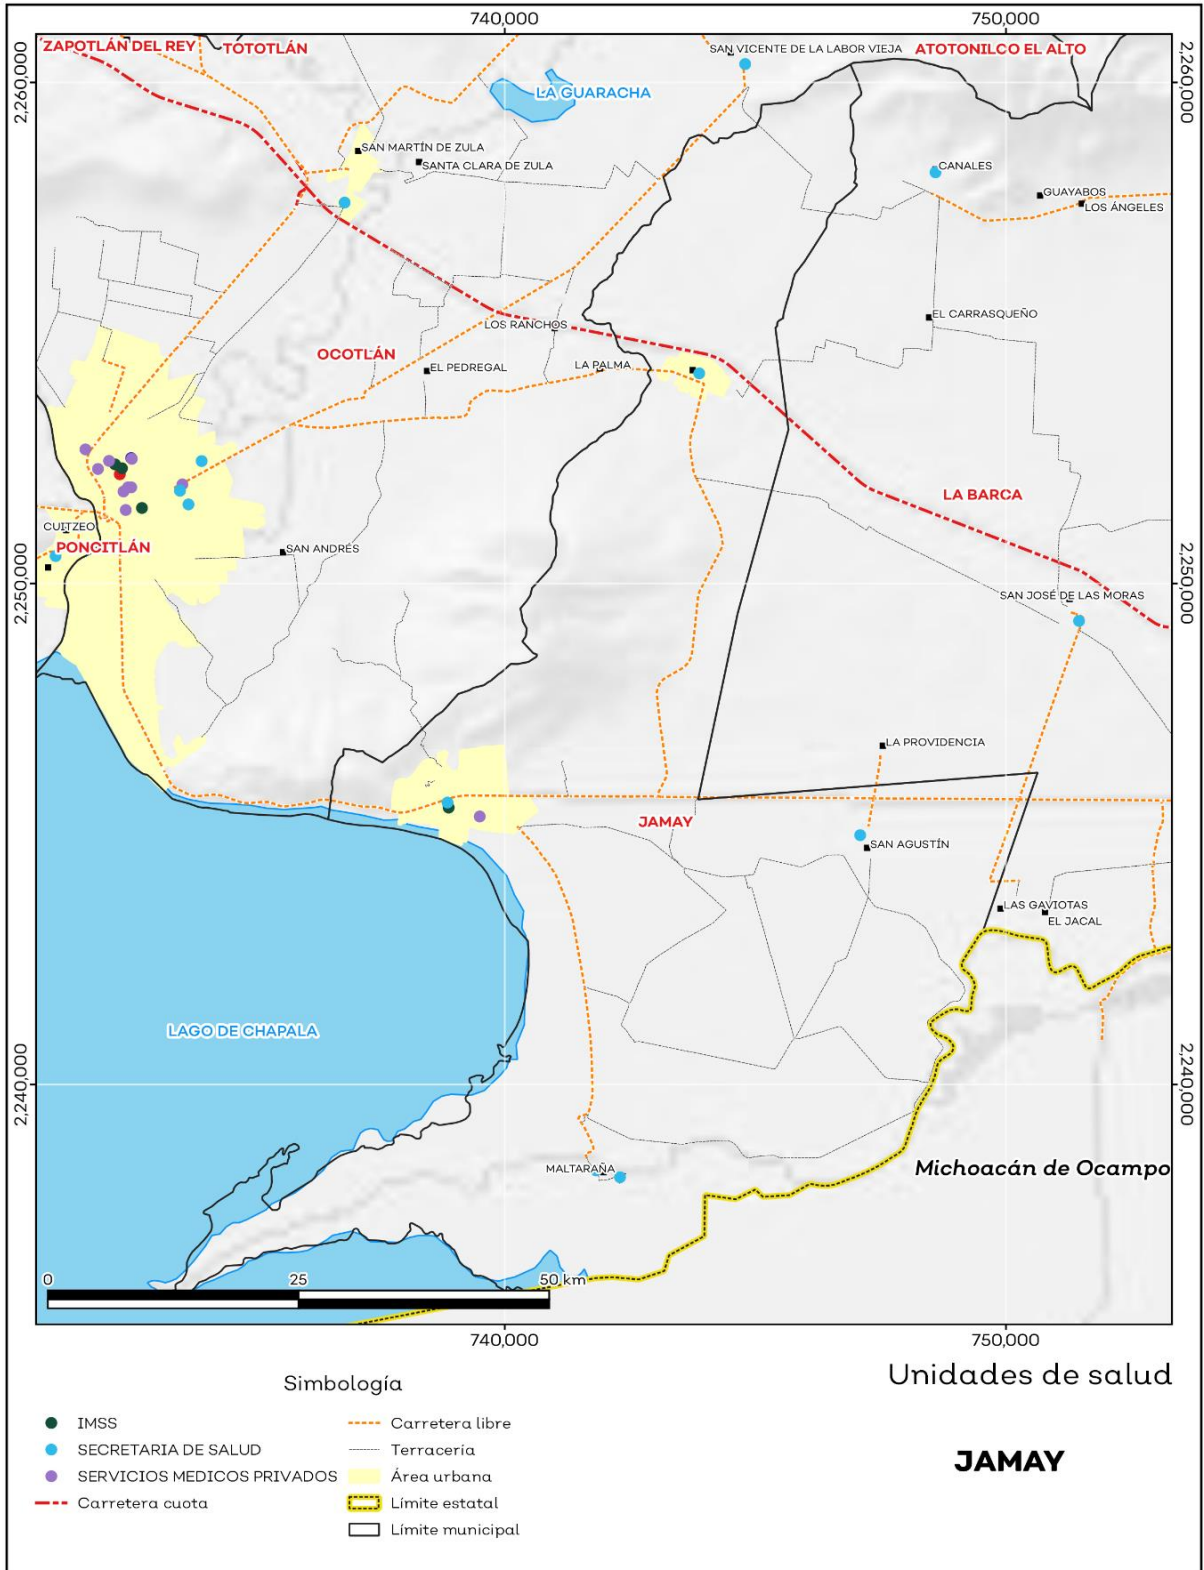 740,000
750,000
ZAPOTLÁN DEL REY
TOTOTLÁN
SAN VICENTE DE LA LABOR VIEJA
ATOTONILCO EL ALTO
2,260,000
2,260,000
LA GUARACHA
SAN MARTÍN DE ZULA
SANTA CLARA DE ZULA
CANALES
GUAYABOS
LOS ÁNGELES
LOS RANCHOS
EL CARRASQUEÑO
OCOTLÁN
EL PEDREGAL
LA PALMA
LA BARCA
CUITZEO
PONCITLÁN
SAN ANDRÉS
2,250,000
2,250,000
SAN JOSÉ DE LAS MORAS
LA PROVIDENCIA
JAMAY
SAN AGUSTÍN
LAS GAVIOTAS
EL JACAL
LAGO DE CHAPALA
2,240,000
2,240,000
MALTARAÑA
Michoacán de Ocampo
0
25
50 km
740,000
750,000
Unidades de salud
JAMAY
Simbología
IMSS
SECRETARIA DE SALUD
SERVICIOS MEDICOS PRIVADOS
Carretera cuota
Carretera libre
Terracería
Área urbana
Límite estatal
Límite municipal